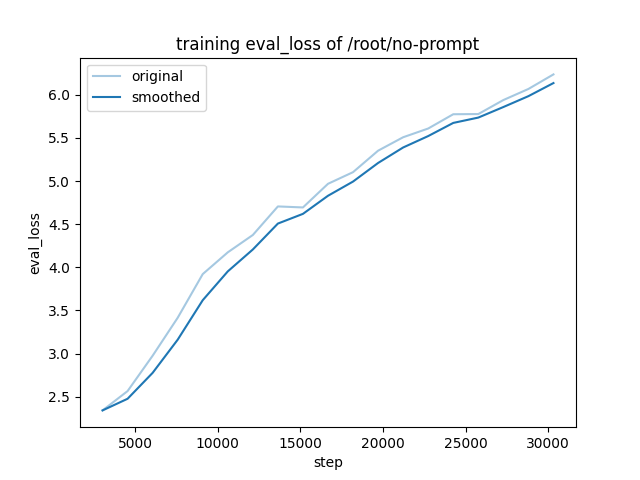 training eval_loss of /root/no-prompt
original
smoothed
6.0
5.5
5.0
4.5
4.0
3.5
3.0
2.5
eval_loss
5000 10000 15000 20000 25000 30000
step